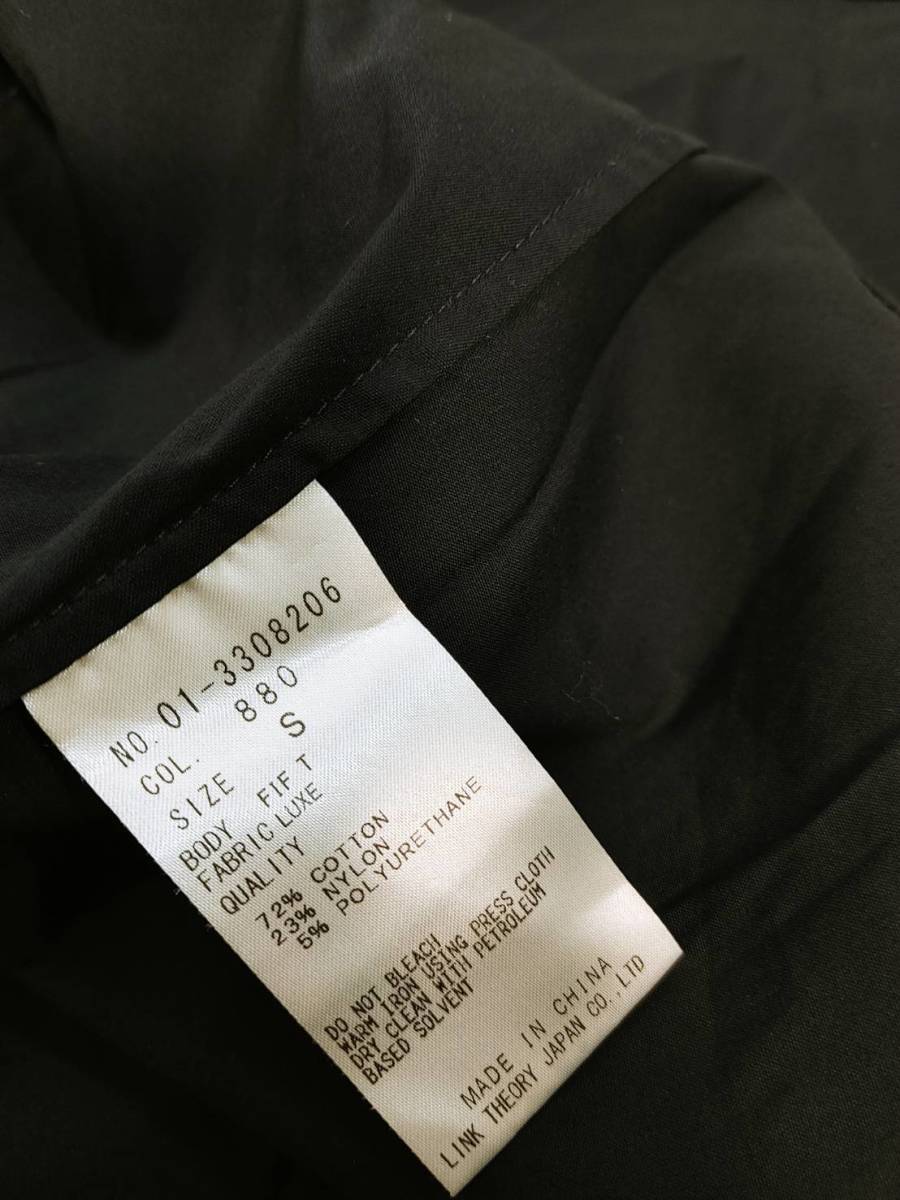 NO. 01-3308206
COL. 880
SIZE S
BODY FIF T
FABRIC LUXE
QUALITY
72% COTTON
23% NYLON
5% POLYURETHANE
DO NOT BLEACH
WARM IRON USING PRESS CLOTH
DRY CLEAN WITH PETROLEUM
BASED SOLVENT
MADE IN CHINA
LINK THEORY JAPAN CO.,LTD